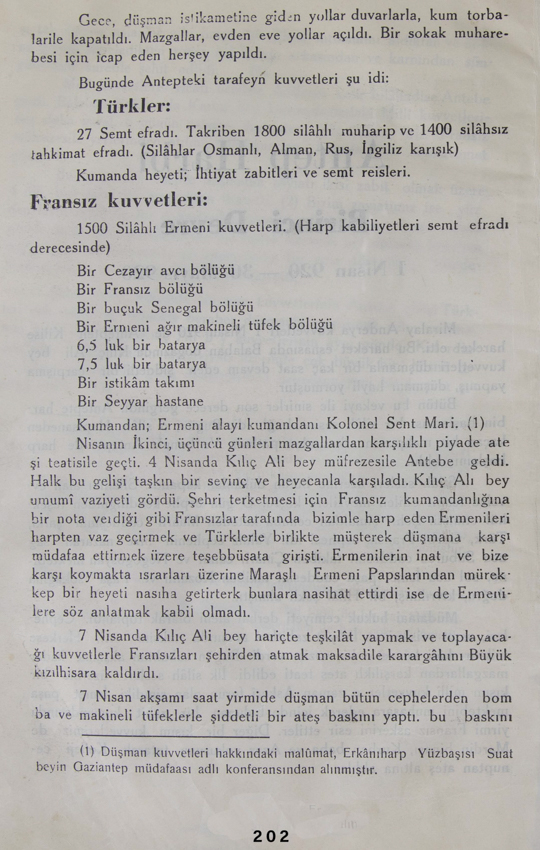 Gece, düşman istikametine giden yollar duvarlarla, kum torba-
larile kapatıldı. Mazgallar, evden eve yollar açıldı. Bir sokak muhare-
besi için icap eden herşey yapıldı.
Bugünde Antepteki tarafeyn kuvvetleri şu idi:
Türkler:
27 Semt efradı. Takriben 1800 silâhlı muharip ve 1400 silâhsız
tahkimat efradı. (Silâhlar Osmanlı, Alman, Rus, İngiliz karışık)
Kumanda heyeti; İhtiyat zabitleri ve semt reisleri.
Fransız kuvvetleri:
1500 Silâhlı Ermeni kuvvetleri. (Harp kabiliyetleri semt efradı
derecesinde)
Bir Cezayır avcı bölüğü
Bir Fransız bölüğü
Bir buçuk Senegal bölüğü
Bir Ermeni ağır makineli tüfek bölüğü
6,5 luk bir batarya
7,5 luk bir batarya
Bir istikâm takımı
Bir Seyyar hastane
Kumandan; Ermeni alayı kumandanı Kolonel Sent Mari. (1)
Nisanın İkinci, üçüncü günleri mazgallardan karşılıklı piyade ate
şi teatisile geçti. 4 Nisanda Kılıç Ali bey müfrezesile Antebe geldi.
Halk bu gelişi taşkın bir sevinç ve heyecanla karşıladı. Kılıç Ali bey
umumî vaziyeti gördü. Şehri terketmesi için Fransız kumandanlığına
bir nota verdiği gibi Fransızlar tarafında bizimle harp eden Ermenileri
harpten vaz geçirmek ve Türklerle birlikte müşterek düşmana karşı
müdafaa ettirmek üzere teşebbüsata girişti. Ermenilerin inat ve bize
karşı koymakta ısrarları üzerine Maraşlı Ermeni Papslarından mürek-
kep bir heyeti nasıha getirterk bunlara nasihat ettirdi ise de Ermeni-
lere söz anlatmak kabil olmadı.
7 Nisanda Kılıç Ali bey hariçte teşkilât yapmak ve toplayaca-
ğı kuvvetlerle Fransızları şehirden atmak maksadile karargâhını Büyük
kızılhisara kaldırdı.
7 Nisan akşamı saat yirmide düşman bütün cephelerden bom
ba ve makineli tüfeklerle şiddetli bir ateş baskını yaptı. bu baskını
(1) Düşman kuvvetleri hakkındaki malûmat, Erkânıharp Yüzbaşısı Suat
beyin Gaziantep müdafaası adlı konferansından alınmıştır.
202